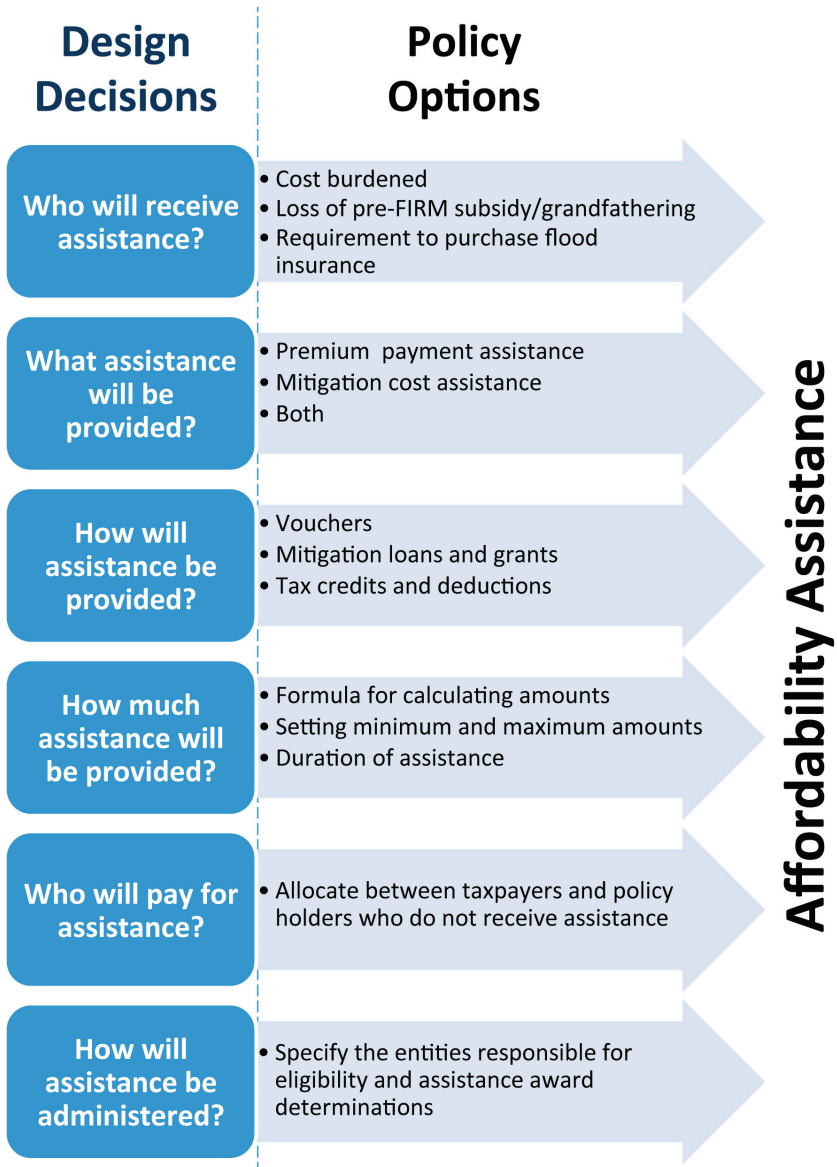 Design
Decisions
Policy
Options
Who will receive
assistance?
• Cost burdened
• Loss of pre-FIRM subsidy/grandfathering
• Requirement to purchase flood
insurance
What assistance
will be
provided?
• Premium  payment assistance
• Mitigation cost assistance
• Both
How will
assistance be
provided?
• Vouchers
• Mitigation loans and grants
• Tax credits and deductions
How much
assistance will
be provided?
• Formula for calculating amounts
• Setting minimum and maximum amounts
• Duration of assistance
Who will pay for
assistance?
• Allocate between taxpayers and policy
holders who do not receive assistance
How will
assistance be
administered?
• Specify the entities responsible for
eligibility and assistance award
determinations
Affordability Assistance